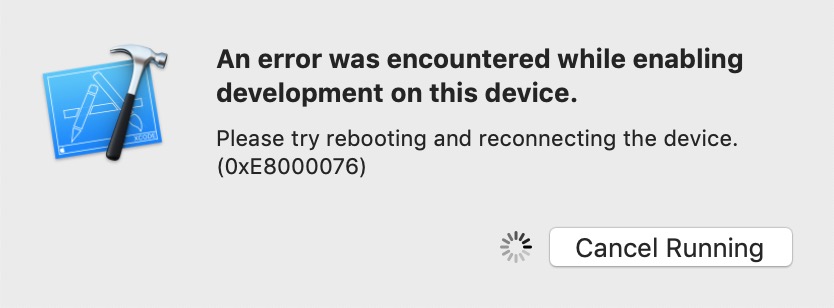 An error was encountered while enabling
development on this device.
Please try rebooting and reconnecting the device.
(0xE8000076)
Cancel Running